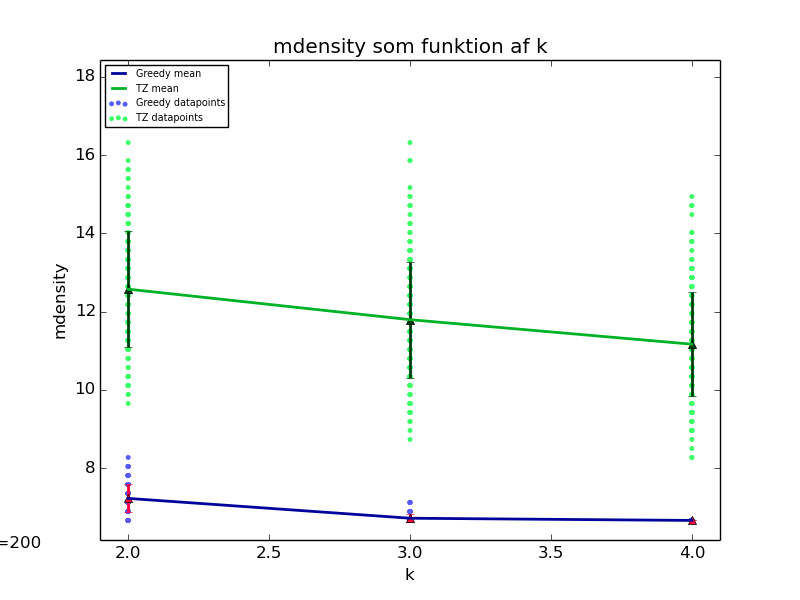 mdensity som funktion af k
Greedy mean
TZ mean
Greedy datapoints
TZ datapoints
18
16
14
12
10
8
mdensity
=200
2.0 2.5 3.0 3.5 4.0
k